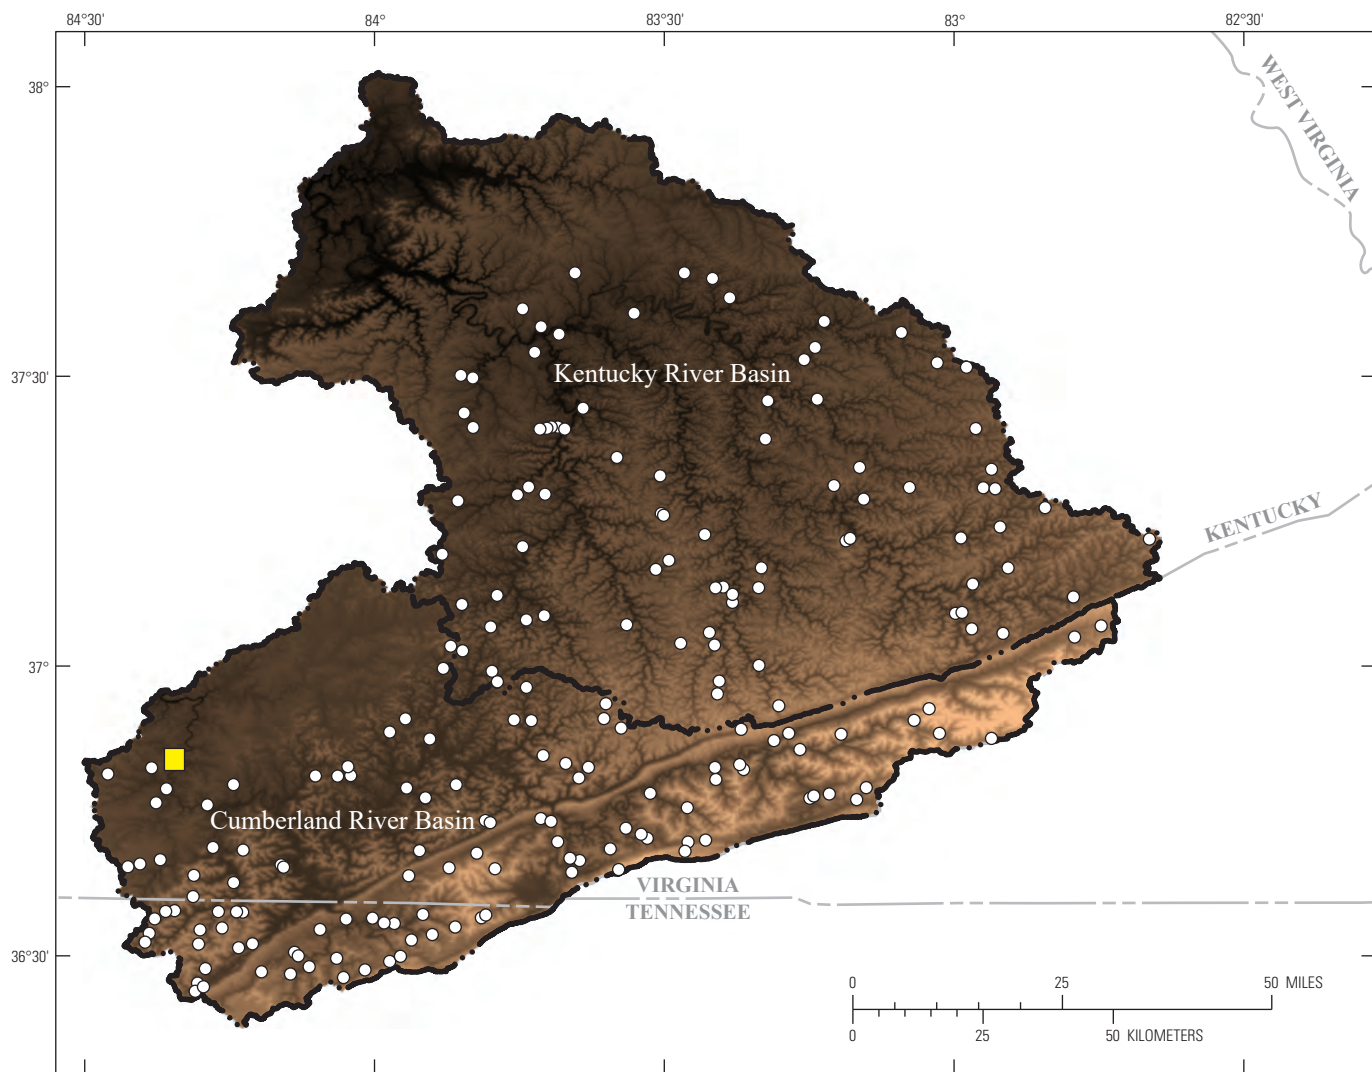 84°30'
84°
83°30'
83°
82°30'
38°
WEST VIRGINIA
37°30'
Kentucky River Basin
KENTUCKY
37°
Cumberland River Basin
VIRGINIA
TENNESSEE
36°30'
0 25 50 MILES
0 25 50 KILOMETERS